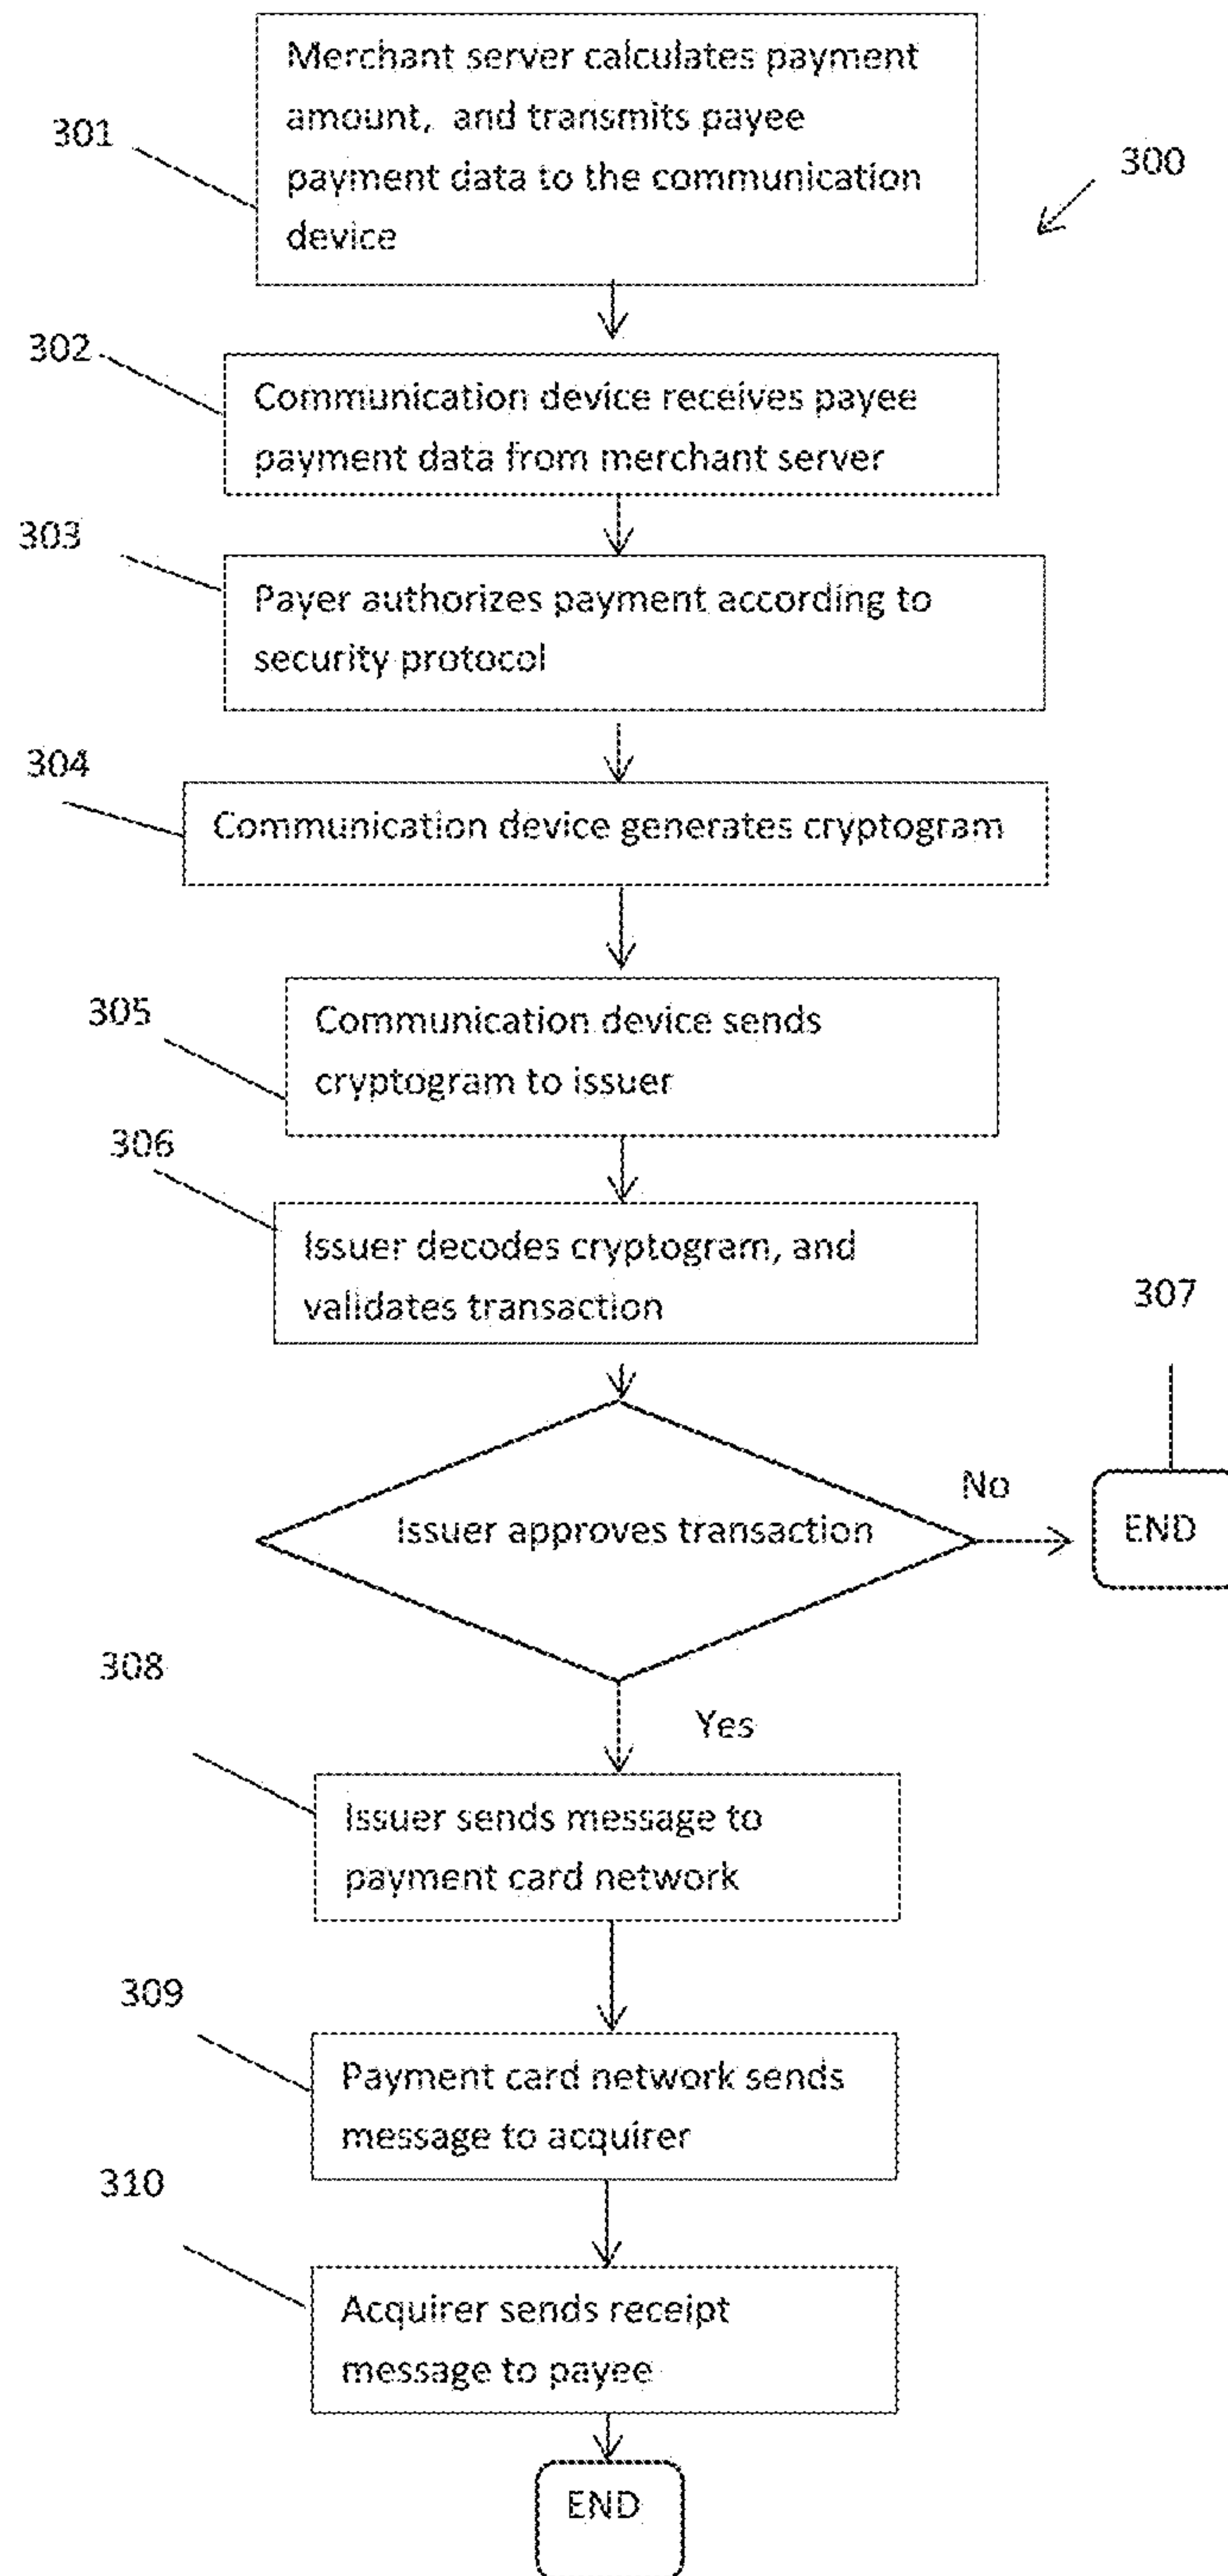 Merchant server calculates payment
amount, and transmits payee
payment data to the communication
device
301
300
302
Communication device receives payee
payment data from merchant server
303
Payer authorizes payment according to
security protocol
304
Communication device generates cryptogram
305
Communication device sends
cryptogram to issuer
306
Issuer decodes cryptogram, and
validates transaction
307
No
Issuer approves transaction
END
308
Yes
Issuer sends message to
payment card network
309
Payment card network sends
message to acquirer
310
Acquirer sends receipt
message to payee
END